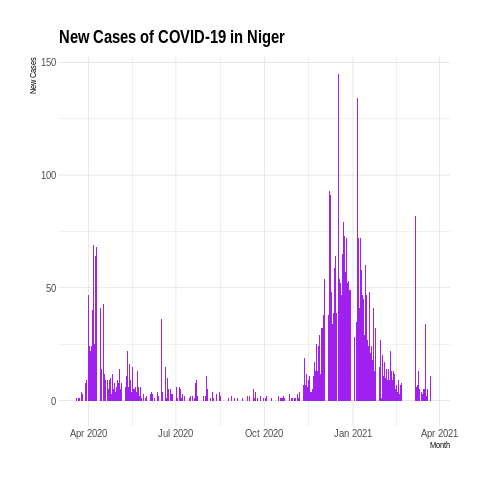 New Cases of COVID-19 in Niger
New Cases
150
100
50
0
Apr 2020
Jul 2020
Oct 2020
Jan 2021
Apr 2021
Month